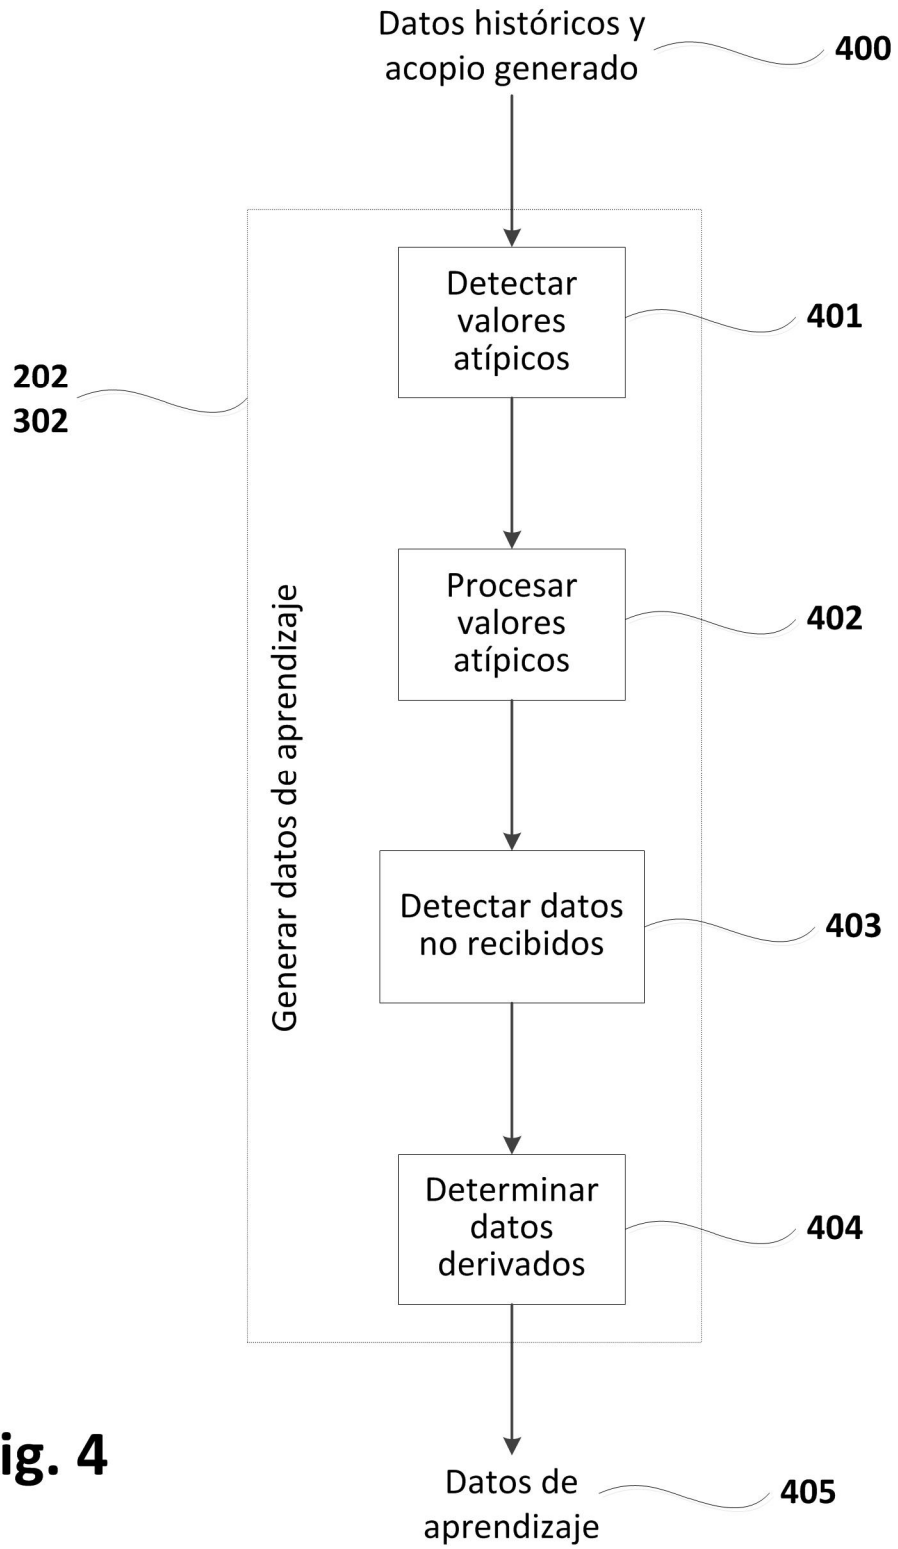 Datos históricos y
acopio generado
400
Detectar
valores
atípicos
401
202
302
Procesar
valores
atípicos
402
Generar datos de aprendizaje
Detectar datos
no recibidos
403
Determinar
datos
derivados
404
ig. 4
Datos de
aprendizaje
405